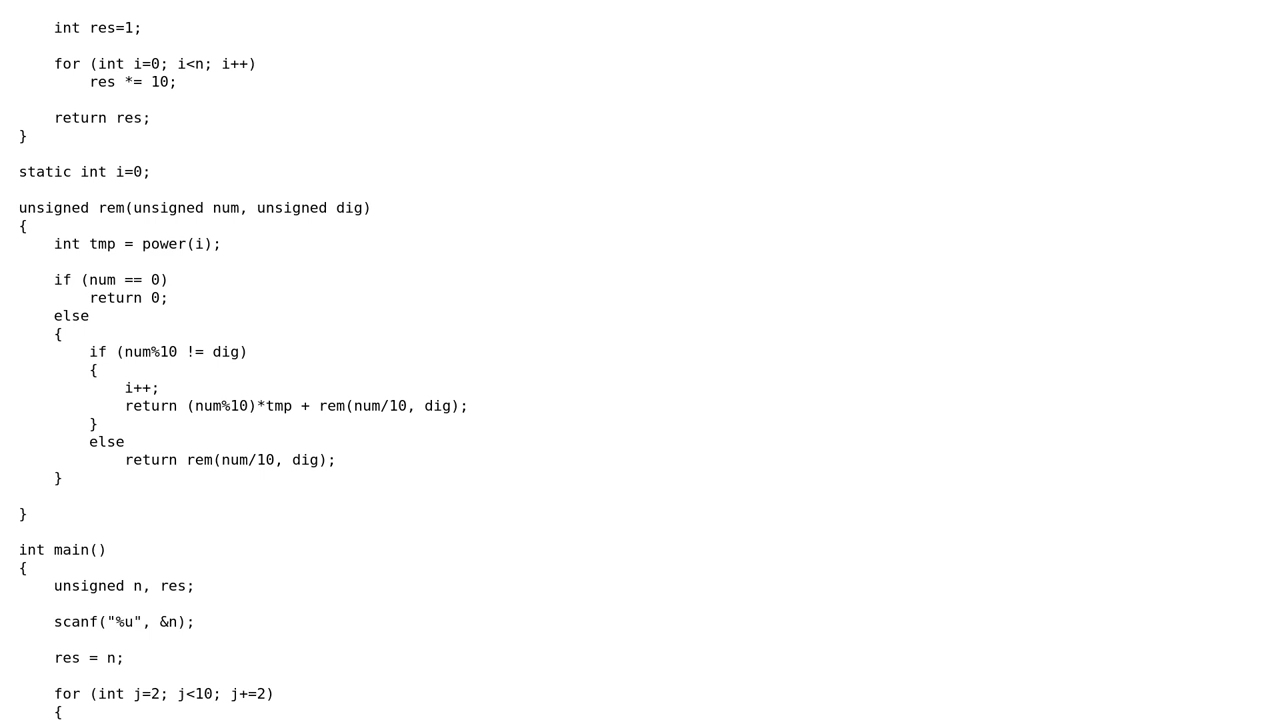 int res=1;

    for (int i=0; i<n; i++)
        res *= 10;

    return res;
}

static int i=0;

unsigned rem(unsigned num, unsigned dig)
{
    int tmp = power(i);

    if (num == 0)
        return 0;
    else
    {
        if (num%10 != dig)
        {
            i++;
            return (num%10)*tmp + rem(num/10, dig);
        }
        else
            return rem(num/10, dig);
    }

}

int main()
{
    unsigned n, res;

    scanf("%u", &n);

    res = n;

    for (int j=2; j<10; j+=2)
    {